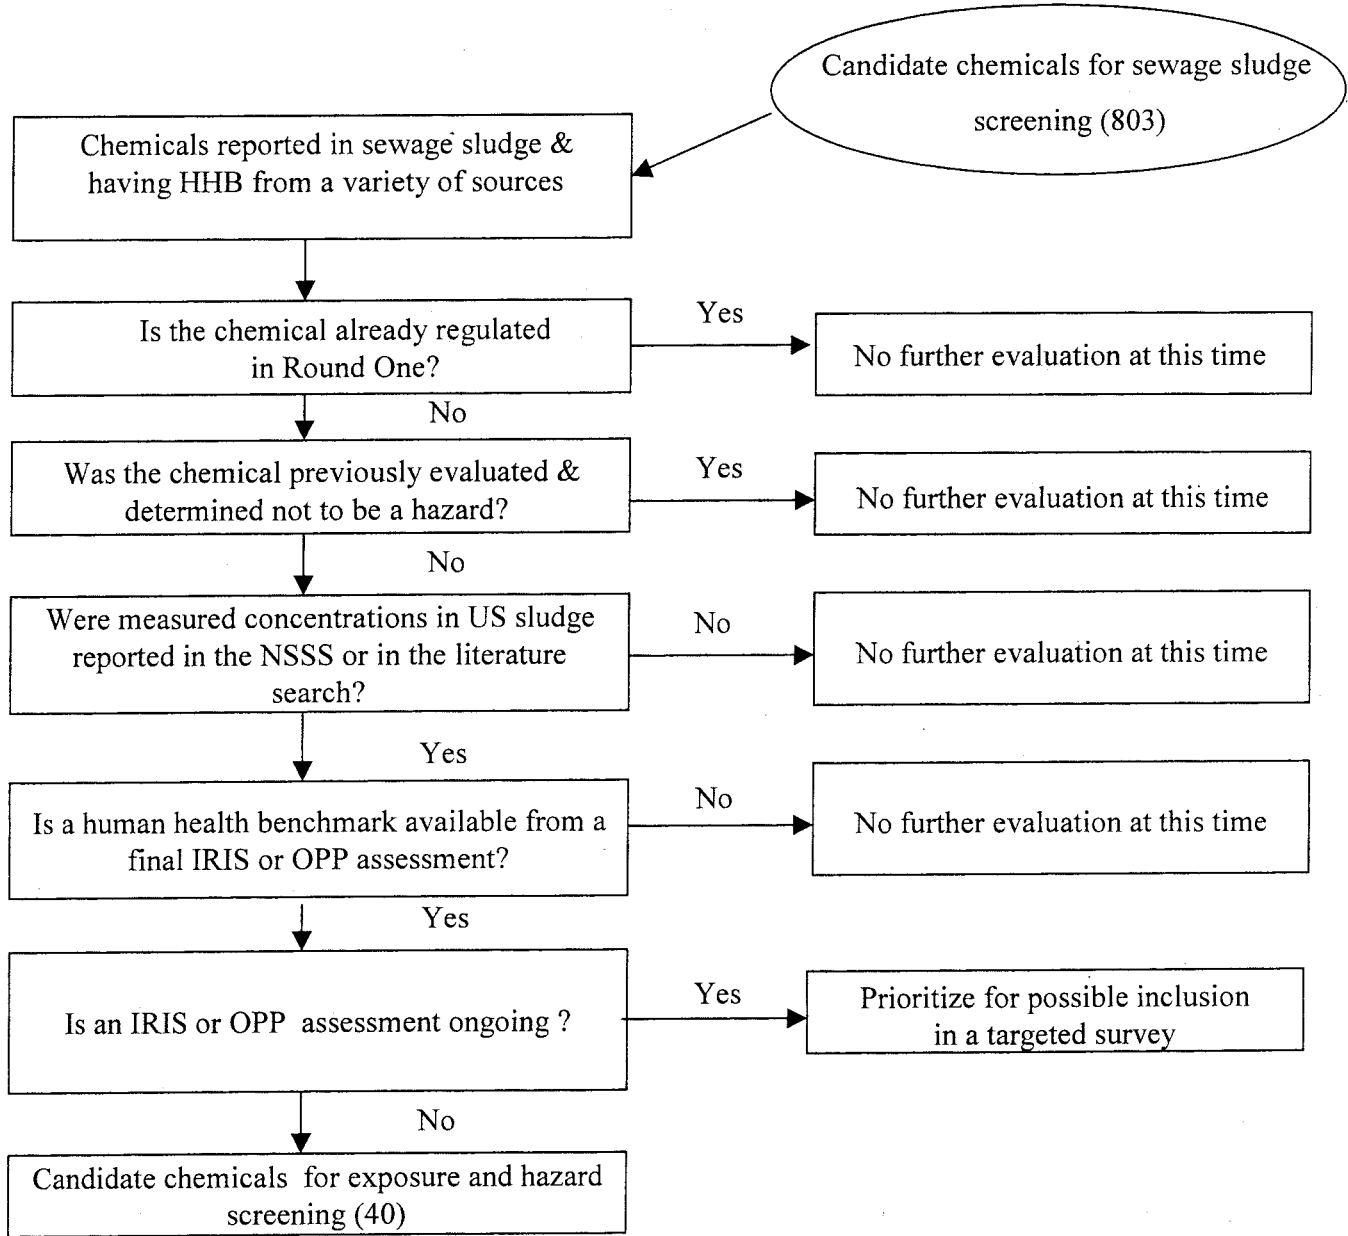 Candidate chemicals for sewage sludge
screening (803)
Chemicals reported in sewage sludge &
having HHB from a variety of sources
Is the chemical already regulated
in Round One?
Yes
No further evaluation at this time
No
Was the chemical previously evaluated &
determined not to be a hazard?
Yes
No further evaluation at this time
No
Were measured concentrations in US sludge
reported in the NSSS or in the literature
search?
No
No further evaluation at this time
Yes
Is a human health benchmark available from a
final IRIS or OPP assessment?
No
No further evaluation at this time
Yes
Is an IRIS or OPP assessment ongoing ?
Yes
Prioritize for possible inclusion
in a targeted survey
No
Candidate chemicals for exposure and hazard
screening (40)